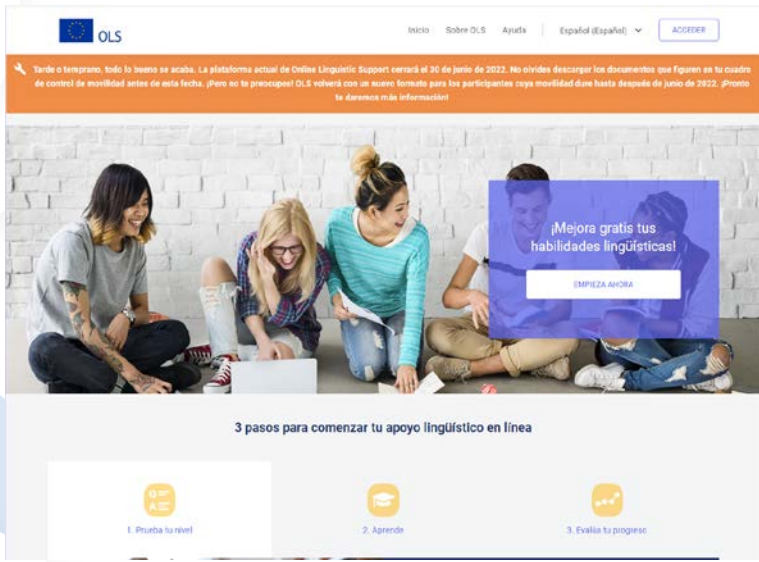 OLS
Inicio Sobre OLS Ayuda Español (Español) ACCEDER
Tarde o temprano, todo lo bueno se acaba. La plataforma actual de Online Linguistic Support cerrará el 30 de junio de 2022. No olvides descargar los documentos que figuren en tu cuadro
de control de movilidad antes de esta fecha. ¡Pero no te preocupes! OLS volverá con un nuevo formato para los participantes cuya movilidad dure hasta después de junio de 2022. ¡Pronto
te daremos más información!
¡Mejora gratis tus
habilidades lingüísticas!
EMPIEZA AHORA
3 pasos para comenzar tu apoyo lingüístico en línea
1. Prueba tu nivel
2. Aprende
3. Evalúa tu progreso